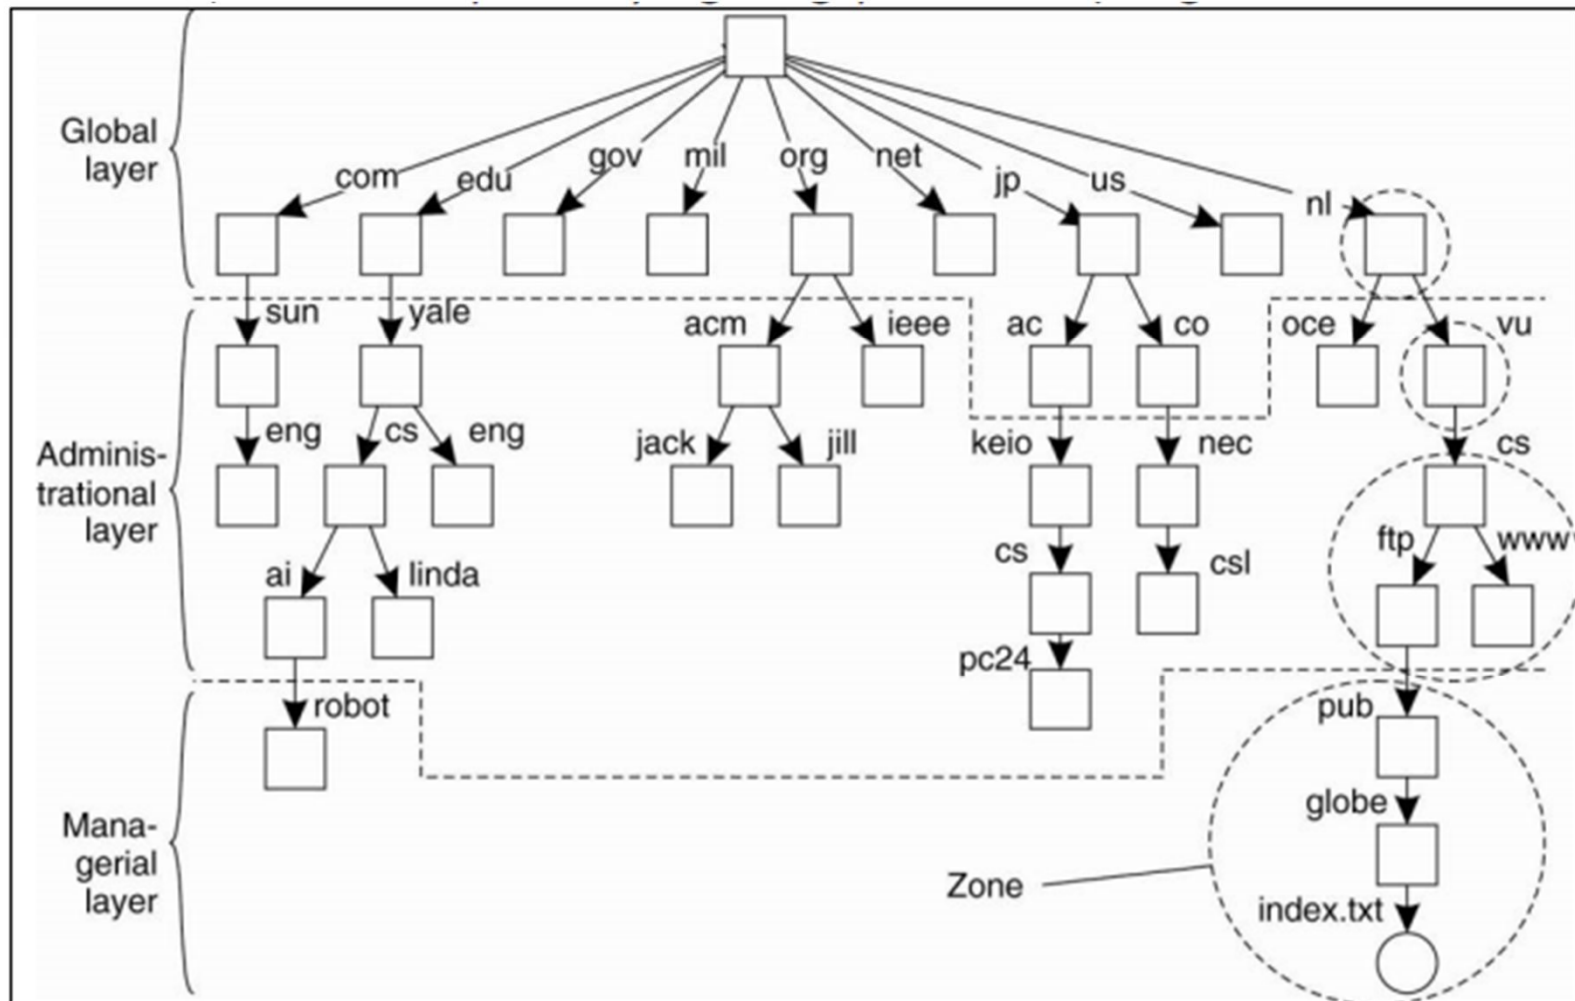 Global
layer
com
edu
gov
mil
org
net
jp
us
nl
sun
yale
acm
ieee
ac
co
oce
vu
Adminis-
trational
layer
eng
cs
eng
jack
jill
keio
nec
cs
ai
linda
cs
csl
ftp
www
pc24
robot
pub
Mana-
gerial
layer
globe
Zone
index.txt